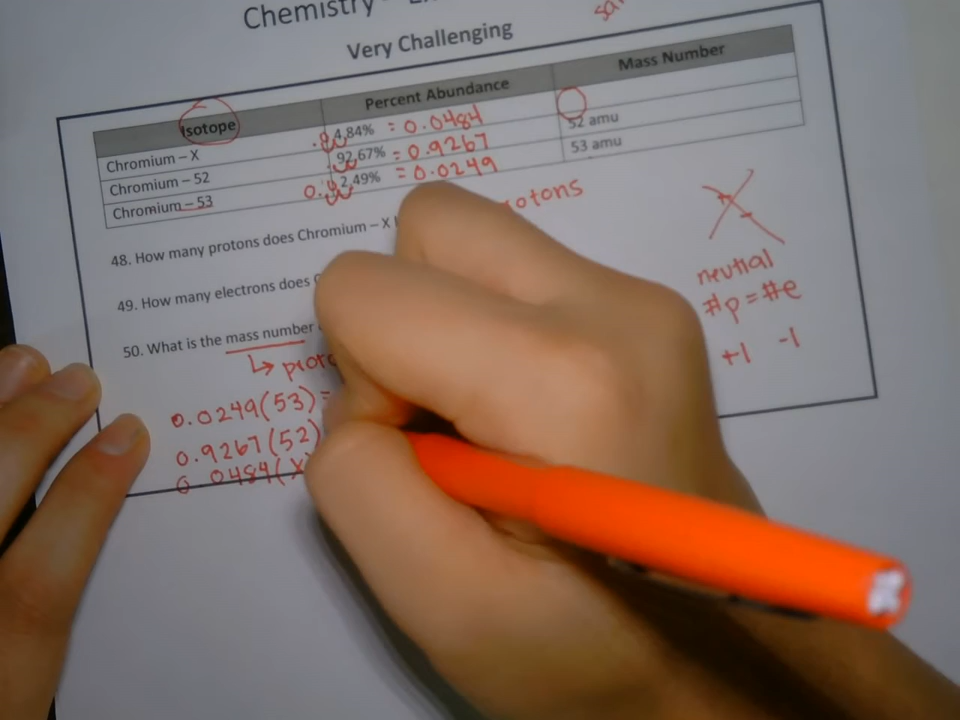 Chemistry
Very Challenging
Isotope Percent Abundance Mass Number
Chromium – X 4.84% = 0.0484
Chromium – 52 92.67% = 0.9267 52 amu
Chromium – 53 2.49% = 0.0249 53 amu
48. How many protons does Chromium – X
49. How many electrons does
neutral
#p = #e
50. What is the mass number
+1 -1
0.0249(53) =
0.9267(52)
0.0484(X